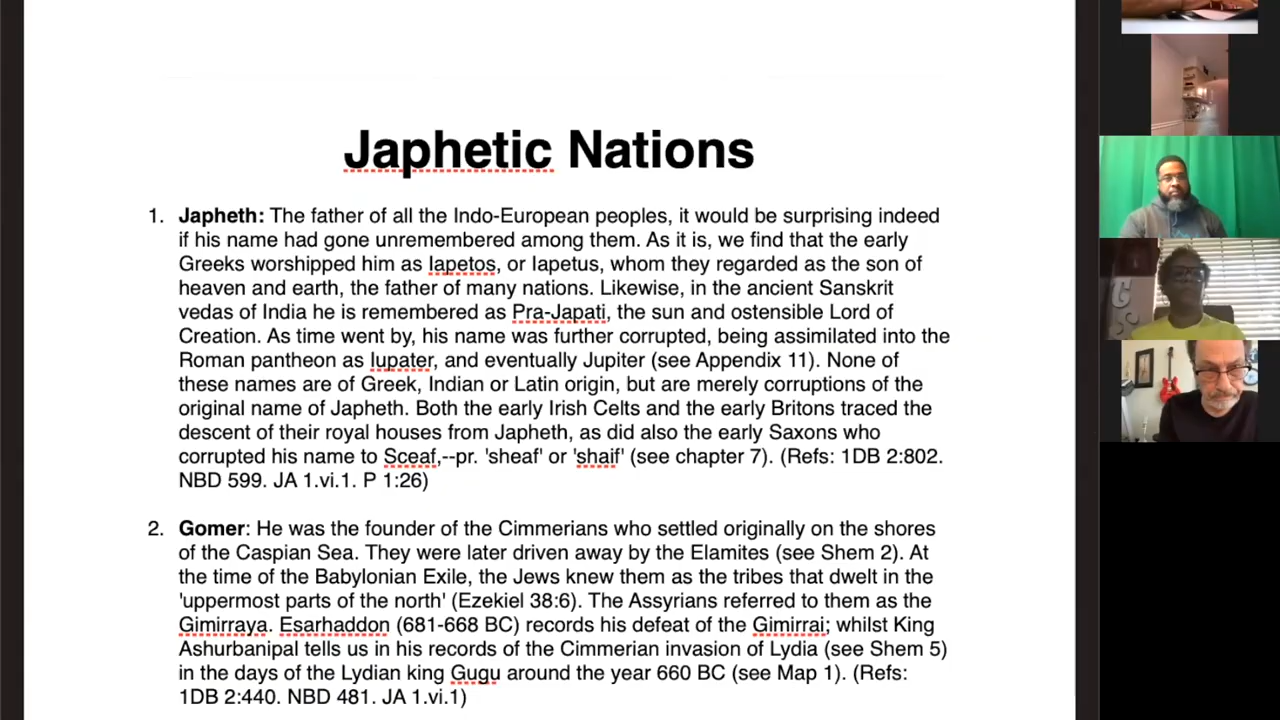 Japhetic Nations
1. Japheth: The father of all the Indo-European peoples, it would be surprising indeed
if his name had gone unremembered among them. As it is, we find that the early
Greeks worshipped him as Iapetos, or Iapetus, whom they regarded as the son of
heaven and earth, the father of many nations. Likewise, in the ancient Sanskrit
vedas of India he is remembered as Pra-Japati, the sun and ostensible Lord of
Creation. As time went by, his name was further corrupted, being assimilated into the
Roman pantheon as Iupater, and eventually Jupiter (see Appendix 11). None of
these names are of Greek, Indian or Latin origin, but are merely corruptions of the
original name of Japheth. Both the early Irish Celts and the early Britons traced the
descent of their royal houses from Japheth, as did also the early Saxons who
corrupted his name to Sceaf,--pr. 'sheaf' or 'shaif' (see chapter 7). (Refs: 1DB 2:802.
NBD 599. JA 1.vi.1. P 1:26)
2. Gomer: He was the founder of the Cimmerians who settled originally on the shores
of the Caspian Sea. They were later driven away by the Elamites (see Shem 2). At
the time of the Babylonian Exile, the Jews knew them as the tribes that dwelt in the
'uppermost parts of the north' (Ezekiel 38:6). The Assyrians referred to them as the
Gimirraya. Esarhaddon (681-668 BC) records his defeat of the Gimirrai; whilst King
Ashurbanipal tells us in his records of the Cimmerian invasion of Lydia (see Shem 5)
in the days of the Lydian king Gugu around the year 660 BC (see Map 1). (Refs:
1DB 2:440. NBD 481. JA 1.vi.1)